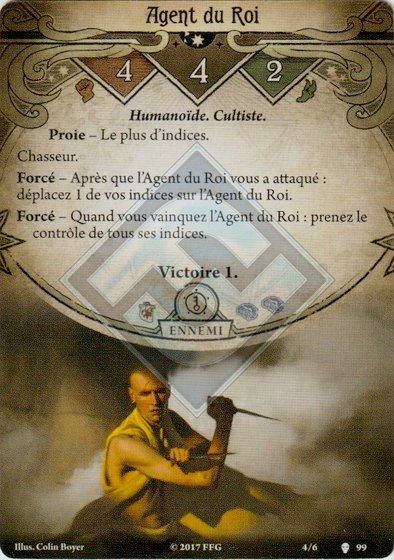 Agent du Roi
4 4 2
Humanoïde. Cultiste.
Proie – Le plus d'indices.
Chasseur.
Forcé – Après que l'Agent du Roi vous a attaqué :
déplacez 1 de vos indices sur l'Agent du Roi.
Forcé – Quand vous vainquez l'Agent du Roi : prenez le
contrôle de tous ses indices.
Victoire 1.
ENNEMI
Illus. Colin Boyer © 2017 FFG 4/6 99